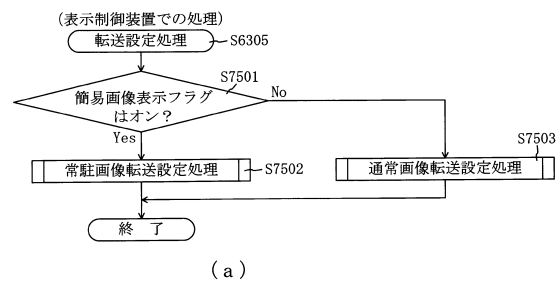 (表示制御装置での処理)
転送設定処理
S6305
S7501
簡易画像表示フラグ
はオン?
No
Yes
S7503
常駐画像転送設定処理
S7502
通常画像転送設定処理
終 了
(a)